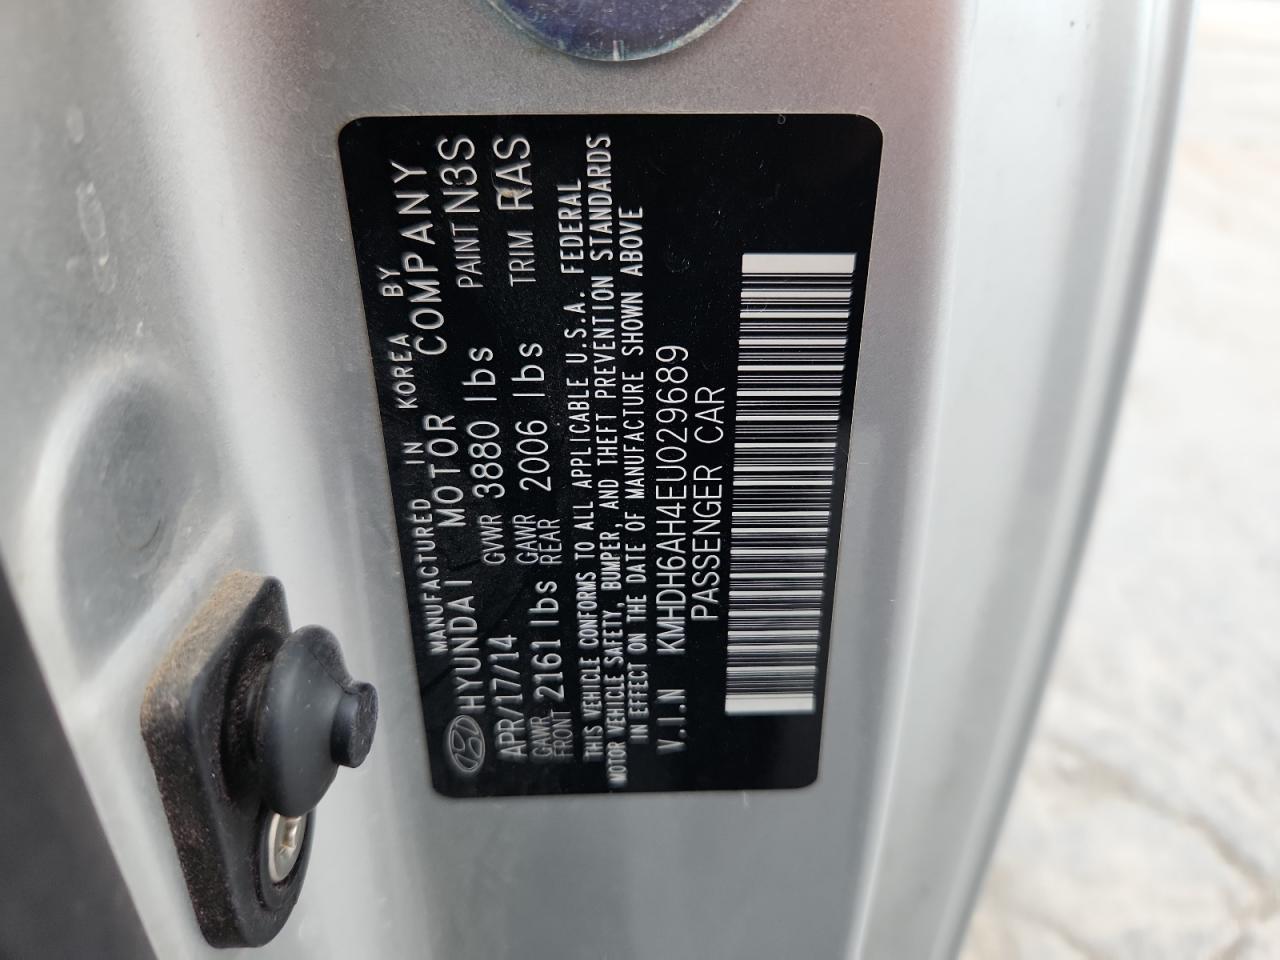 MANUFACTURED IN KOREA BY
HYUNDAI MOTOR COMPANY
APR/17/14 GVWR 3880 lbs PAINT N3S
GAWR FRONT 2161 lbs GAWR REAR 2006 lbs TRIM RAS
THIS VEHICLE CONFORMS TO ALL APPLICABLE U.S.A. FEDERAL
MOTOR VEHICLE SAFETY, BUMPER, AND THEFT PREVENTION STANDARDS
IN EFFECT ON THE DATE OF MANUFACTURE SHOWN ABOVE
V.I.N KMHDH6AH4EU029689
PASSENGER CAR